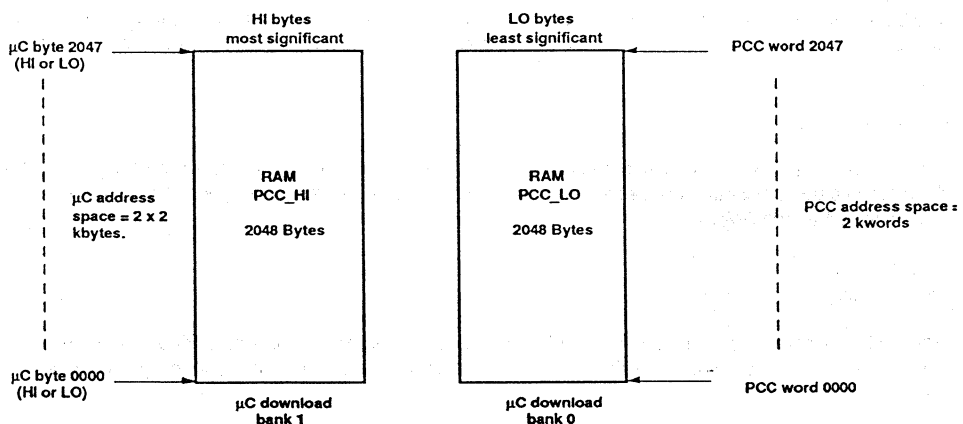 HI bytes
most significant
LO bytes
least significant
µC byte 2047
(HI or LO)
PCC word 2047
RAM
PCC_HI
2048 Bytes
RAM
PCC_LO
2048 Bytes
µC address
space = 2 x 2
kbytes.
PCC address space =
2 kwords
µC byte 0000
(HI or LO)
PCC word 0000
µC download
bank 1
µC download
bank 0